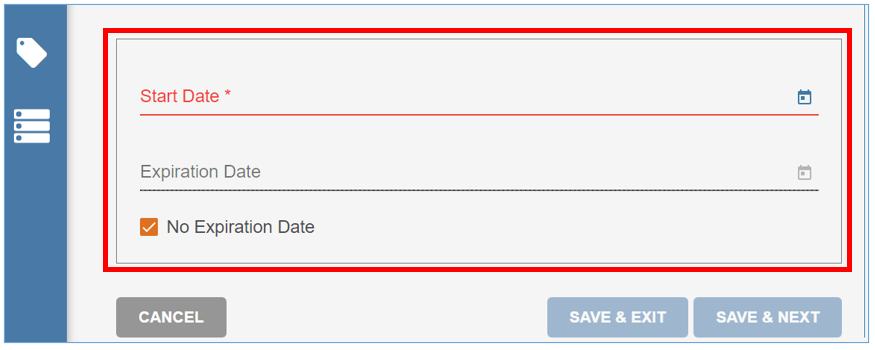 Start Date *
Expiration Date
No Expiration Date
CANCEL SAVE & EXIT SAVE & NEXT